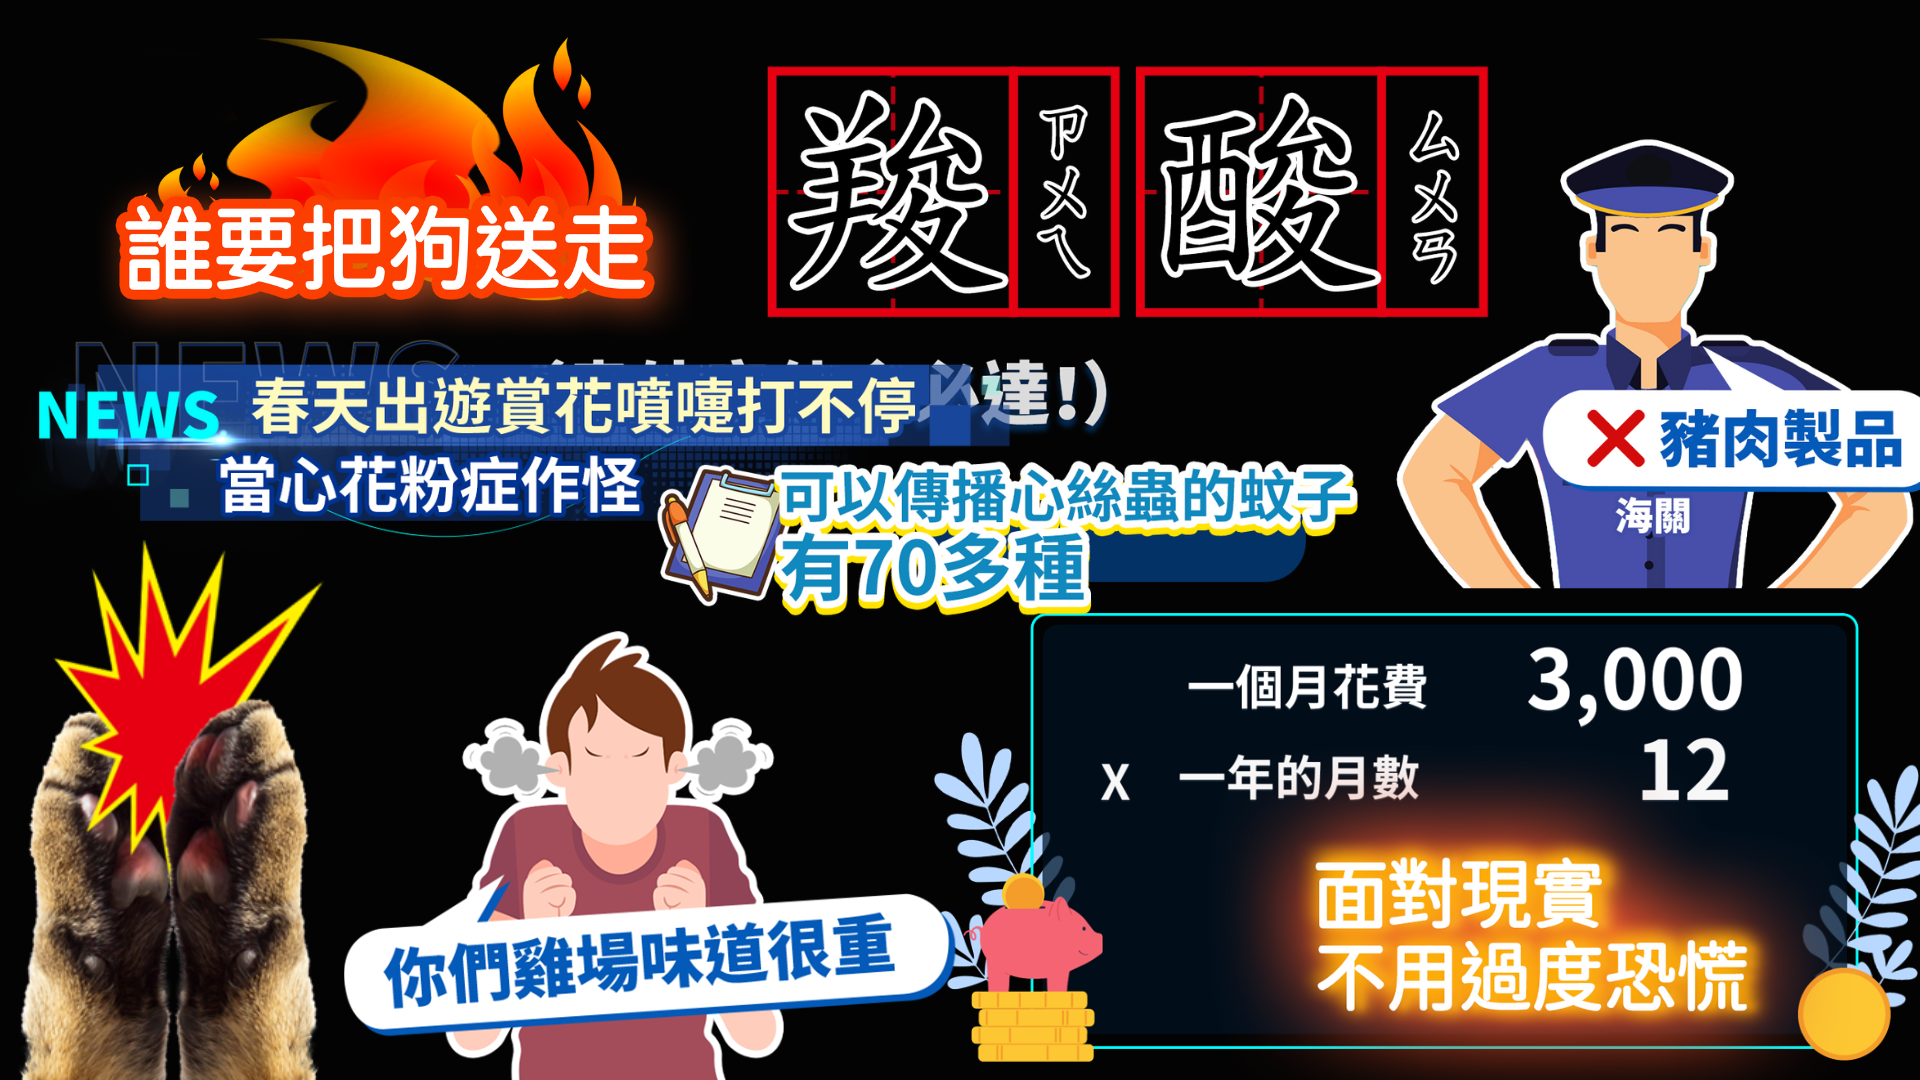 誰要把狗送走
羧 ㄗㄨㄟ
酸 ㄙㄨㄢ
必達!)
NEWS
NEWS 春天出遊賞花噴嚏打不停
當心花粉症作怪
可以傳播心絲蟲的蚊子
有70多種
豬肉製品
海關
你們雞場味道很重
一個月花費 3,000
X 一年的月數 12
面對現實
不用過度恐慌